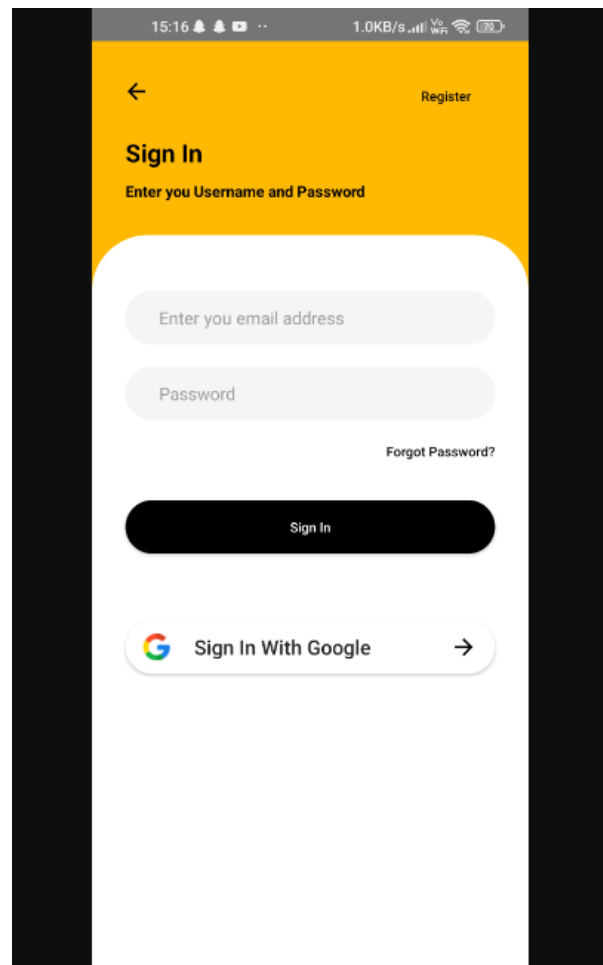 15:16 1.0KB/s Vo WiFi 70
Register
Sign In
Enter you Username and Password
Enter you email address
Password
Forgot Password?
Sign In
Sign In With Google